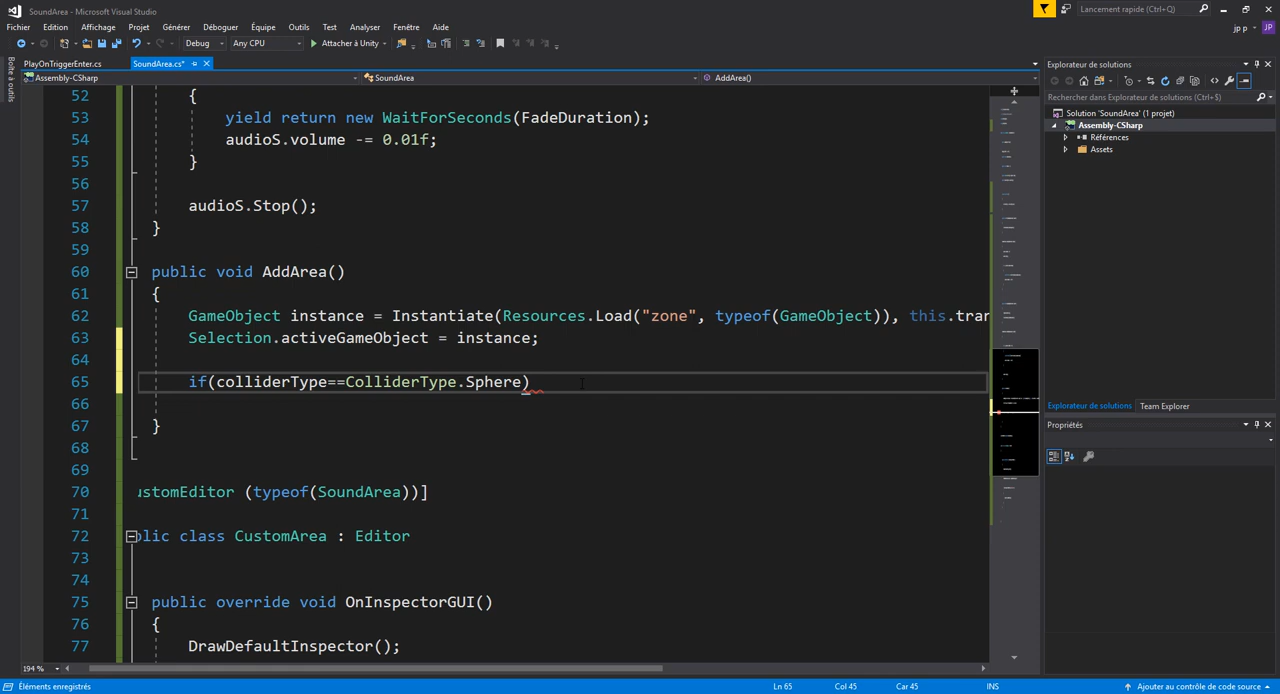 SoundArea - Microsoft Visual Studio
Lancement rapide (Ctrl+Q)
Fichier Edition Affichage Projet Générer Déboguer Équipe Outils Test Analyser Fenêtre Aide
jp p JP
Debug Any CPU Attacher à Unity
Boîte à outils
PlayOnTriggerEnter.cs SoundArea.cs*
Assembly-CSharp SoundArea AddArea()
52 {
53 yield return new WaitForSeconds(FadeDuration);
54 audioS.volume -= 0.01f;
55 }
56
57 audioS.Stop();
58 }
59
60 public void AddArea()
61 {
62 GameObject instance = Instantiate(Resources.Load("zone", typeof(GameObject)), this.tran
63 Selection.activeGameObject = instance;
64
65 if(colliderType==ColliderType.Sphere)
66
67 }
68
69
70 ustomEditor (typeof(SoundArea))]
71
72 blic class CustomArea : Editor
73
74
75 public override void OnInspectorGUI()
76 {
77 DrawDefaultInspector();
194 %
Explorateur de solutions
Rechercher dans Explorateur de solutions (Ctrl+$)
Solution 'SoundArea' (1 projet)
Assembly-CSharp
Références
Assets
Explorateur de solutions Team Explorer
Propriétés
Éléments enregistrés Ln 65 Col 45 Car 45 INS Ajouter au contrôle de code source